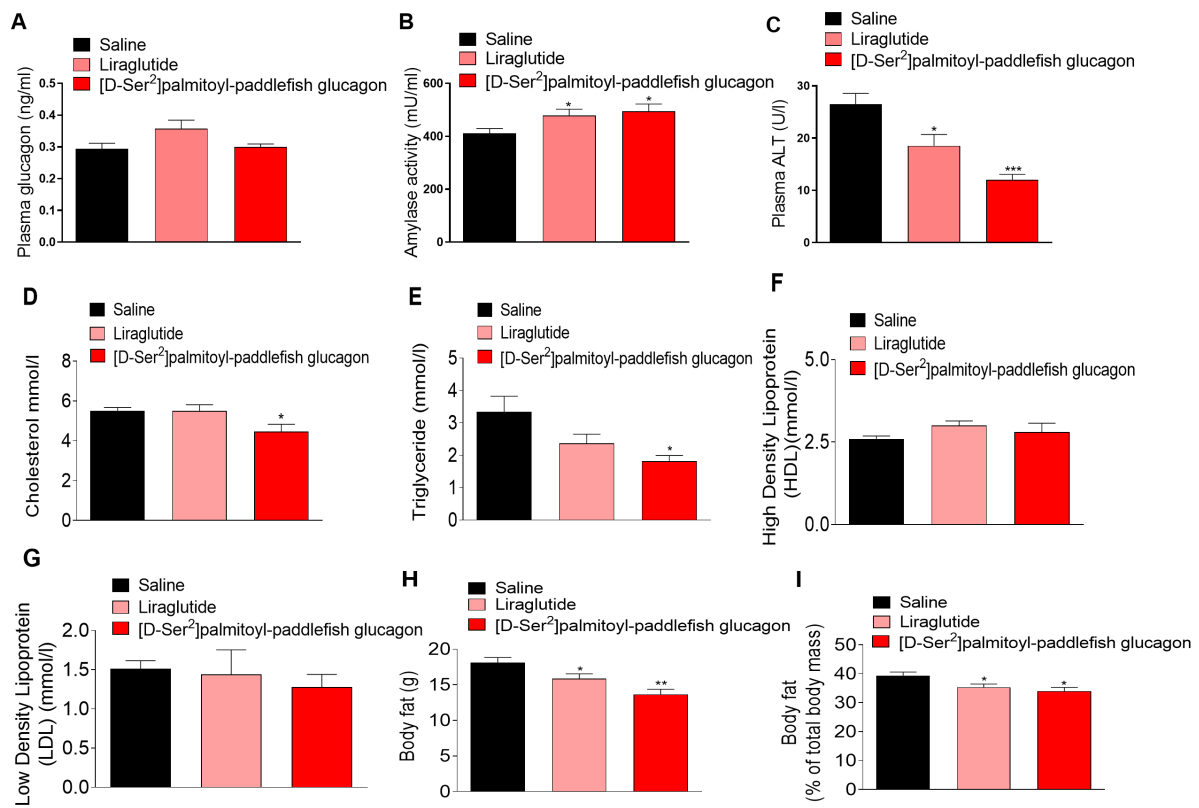 A
Saline
Liraglutide
[D-Ser2]palmitoyl-paddlefish glucagon
Plasma glucagon (ng/ml)
0.5
0.4
0.3
0.2
0.1
0.0
B
Saline
Liraglutide
[D-Ser2]palmitoyl-paddlefish glucagon
Amylase activity (mU/ml)
600
400
200
0
*
*
C
Saline
Liraglutide
[D-Ser2]palmitoyl-paddlefish glucagon
Plasma ALT (U/l)
30
20
10
0
*
***
D
Saline
Liraglutide
[D-Ser2]palmitoyl-paddlefish glucagon
Cholesterol mmol/l
8
6
4
2
0
*
E
Saline
Liraglutide
[D-Ser2]palmitoyl-paddlefish glucagon
Triglyceride (mmol/l)
5
4
3
2
1
0
*
F
Saline
Liraglutide
[D-Ser2]palmitoyl-paddlefish glucagon
High Density Lipoprotein
(HDL)(mmol/l)
5.0
2.5
0.0
G
Saline
Liraglutide
[D-Ser2]palmitoyl-paddlefish glucagon
Low Density Lipoprotein
(LDL) (mmol/l)
2.0
1.5
1.0
0.5
0.0
H
Saline
Liraglutide
[D-Ser2]palmitoyl-paddlefish glucagon
Body fat (g)
20
15
10
5
0
*
**
I
Saline
Liraglutide
[D-Ser2]palmitoyl-paddlefish glucagon
Body fat
(% of total body mass)
50
40
30
20
10
0
*
*